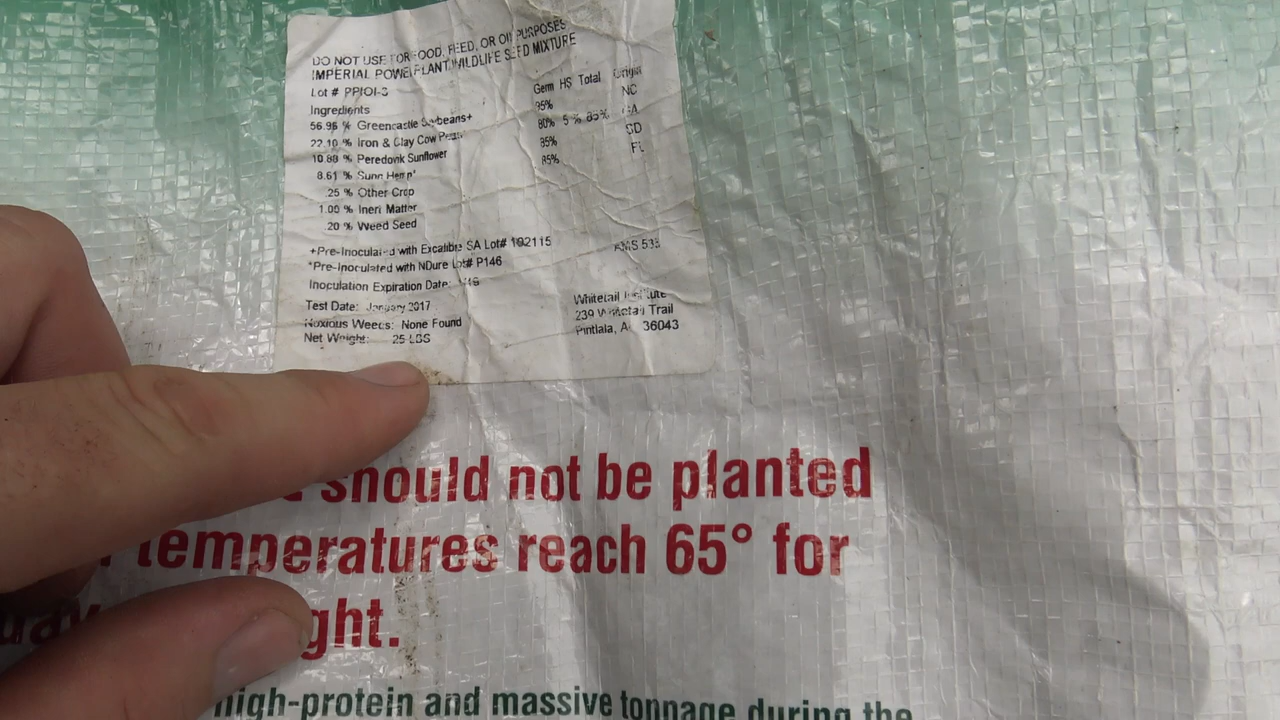 DO NOT USE FOR FOOD, FEED, OR OIL PURPOSES
IMPERIAL POWERPLANT WILDLIFE SEED MIXTURE
Lot #
Ingredients Germ HS Total Origin
56.96 % Greencastle Soybeans+ 85% NC
22.10 % Iron & Clay Cow Peas* 80% 5% 85% GA
10.88 % Peredovik Sunflower 85% SD
8.61 % Sunn Hemp* 85% FL
.25 % Other Crop
1.00 % Inert Matter
.20 % Weed Seed
+Pre-Inoculated with Excalibre SA Lot# 192115 AMS 535
*Pre-Inoculated with NDure Lot# P146
Inoculation Expiration Date:
Test Date: January 2017 Whitetail Institute
Noxious Weeds: None Found 239 Whitetail Trail
Net Weight: 25 LBS Pintlala, AL 36043
should not be planted
temperatures reach 65° for
ght.
high-protein and massive tonnage during the